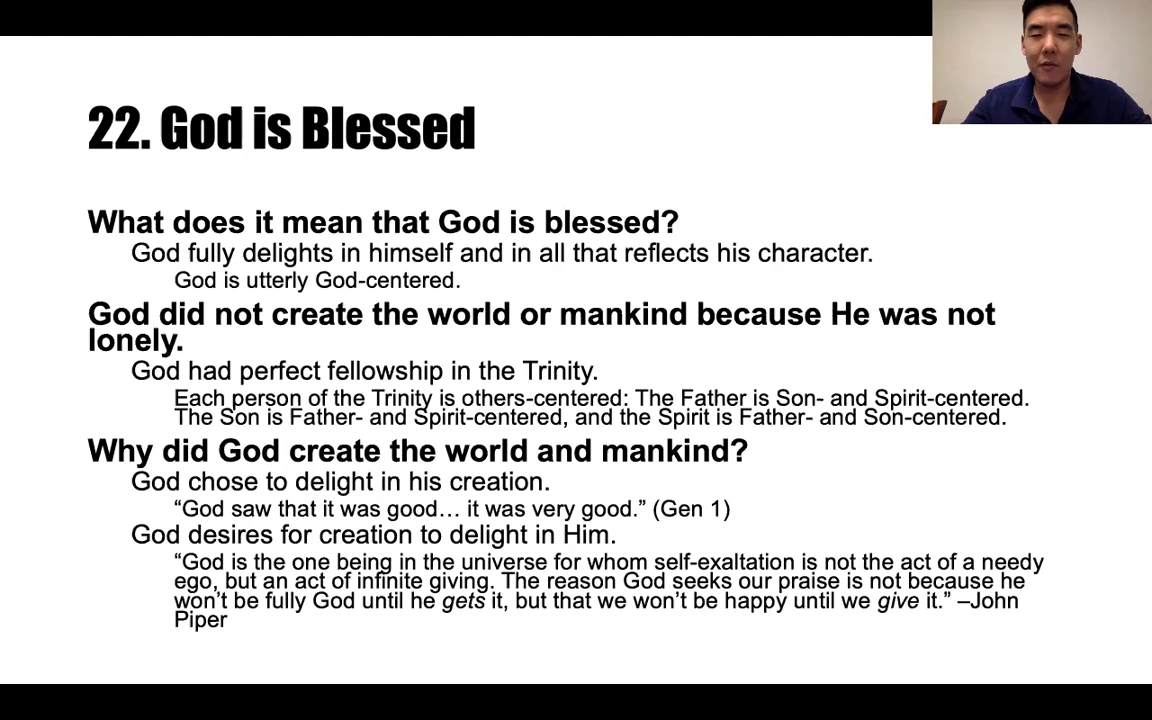 22. God is Blessed
What does it mean that God is blessed?
God fully delights in himself and in all that reflects his character.
God is utterly God-centered.
God did not create the world or mankind because He was not
lonely.
God had perfect fellowship in the Trinity.
Each person of the Trinity is others-centered: The Father is Son- and Spirit-centered.
The Son is Father- and Spirit-centered, and the Spirit is Father- and Son-centered.
Why did God create the world and mankind?
God chose to delight in his creation.
“God saw that it was good… it was very good.” (Gen 1)
God desires for creation to delight in Him.
“God is the one being in the universe for whom self-exaltation is not the act of a needy
ego, but an act of infinite giving. The reason God seeks our praise is not because he
won’t be fully God until he gets it, but that we won’t be happy until we give it.” –John
Piper